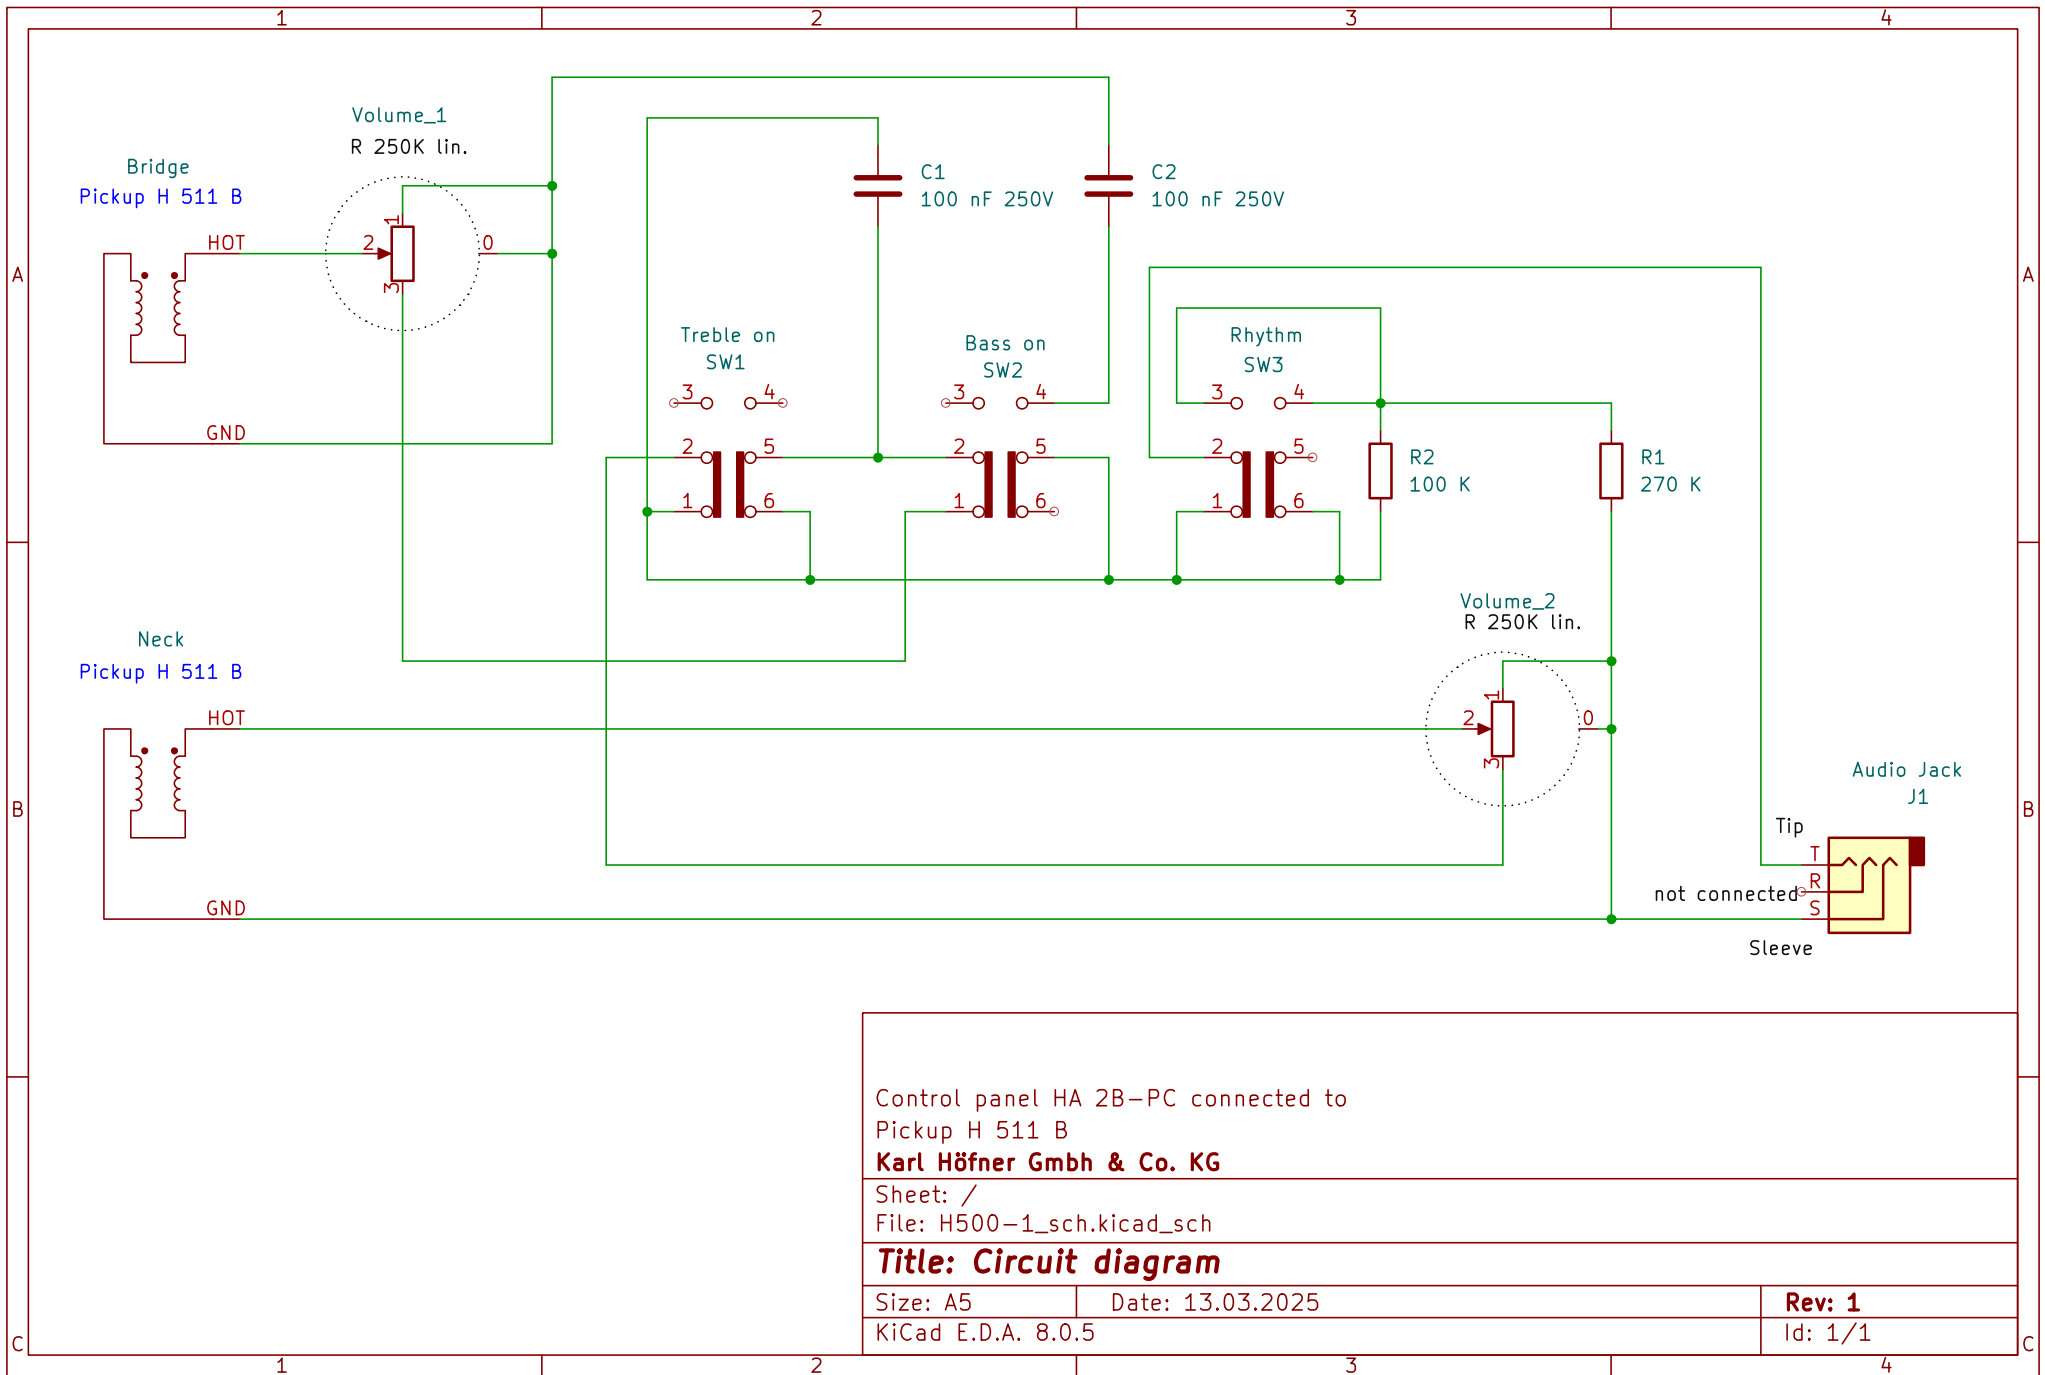 1 2 3 4
Volume_1
R 250K lin.
Bridge
Pickup H 511 B
C1
100 nF 250V
C2
100 nF 250V
1
HOT
2
0
3
A
A
Treble on
SW1
Bass on
SW2
Rhythm
SW3
3 4
3 4
3 4
GND
2 5
2 5
2 5
R2
100 K
R1
270 K
1 6
1 6
1 6
Volume_2
R 250K lin.
Neck
Pickup H 511 B
1
HOT
2
0
3
Audio Jack
J1
B
B
Tip
T
not connected
R
GND
S
Sleeve
Control panel HA 2B-PC connected to
Pickup H 511 B
Karl Höfner Gmbh & Co. KG
Sheet: /
File: H500-1_sch.kicad_sch
Title: Circuit diagram
Size: A5
Date: 13.03.2025
Rev: 1
KiCad E.D.A. 8.0.5
Id: 1/1
C
C
1 2 3 4